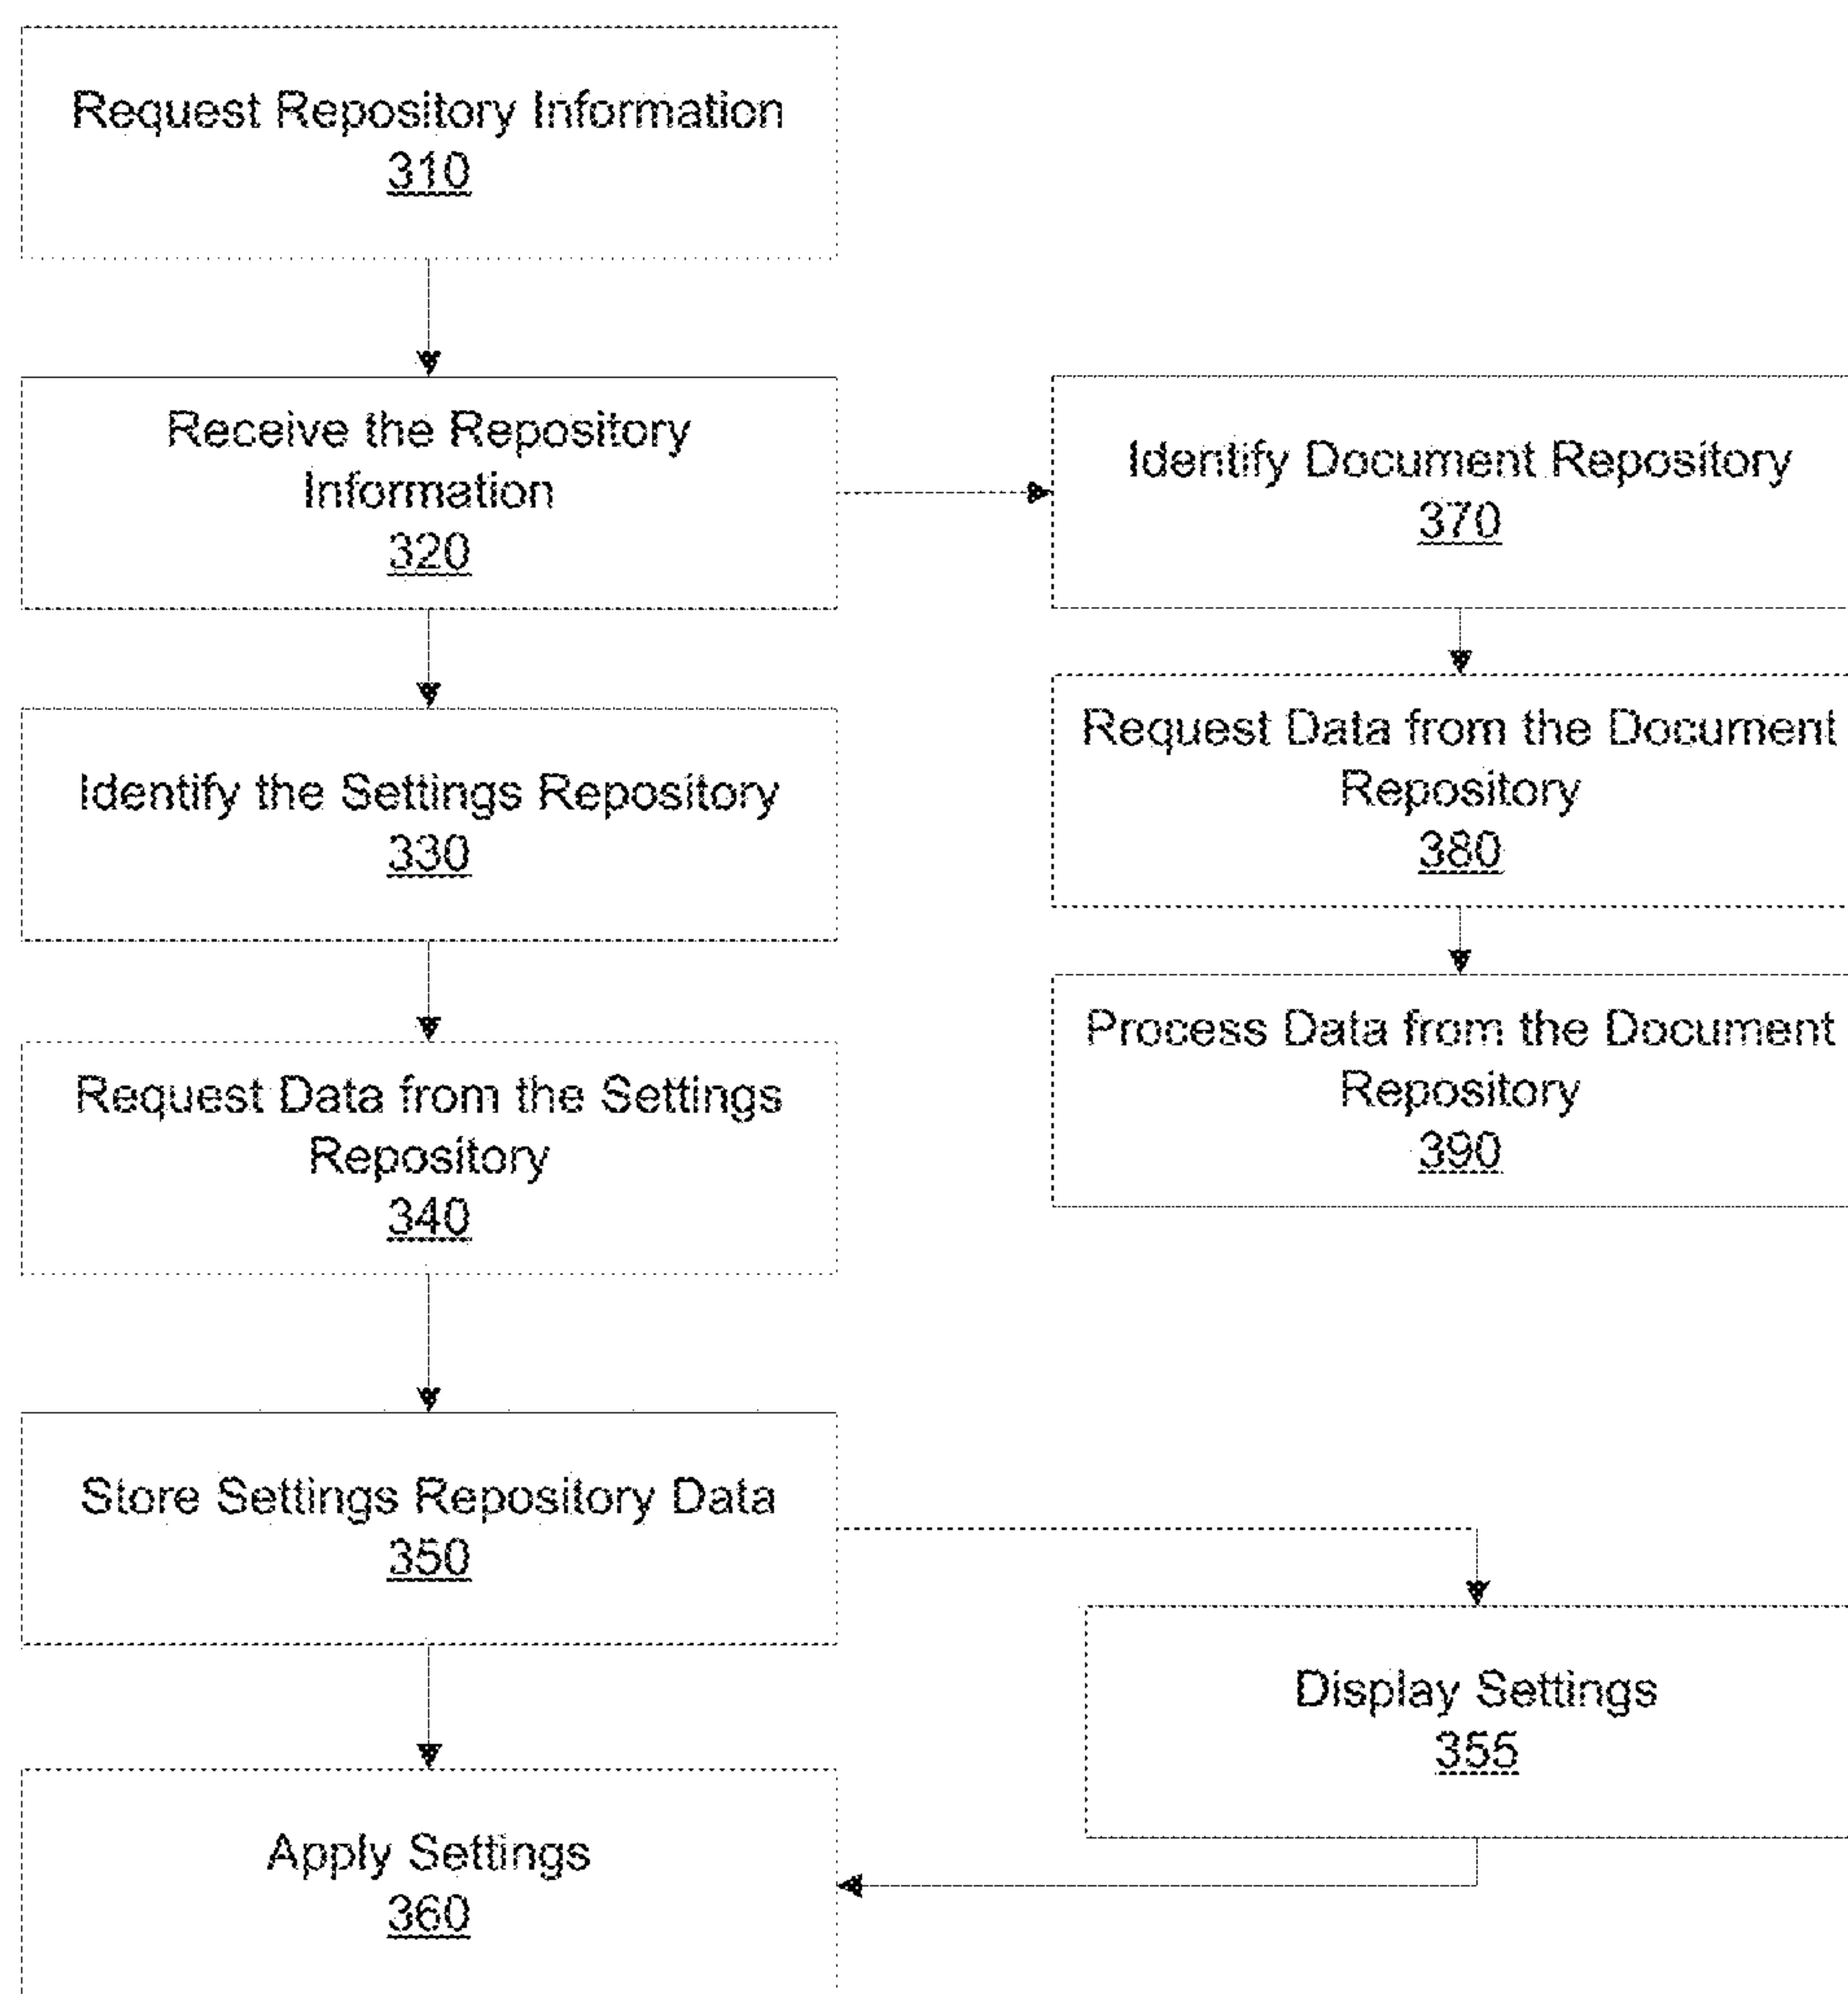 Request Repository Information
310
Receive the Repository
Information
320
Identify the Settings Repository
330
Request Data from the Settings
Repository
340
Store Settings Repository Data
350
Apply Settings
360
Identify Document Repository
370
Request Data from the Document
Repository
380
Process Data from the Document
Repository
390
Display Settings
355